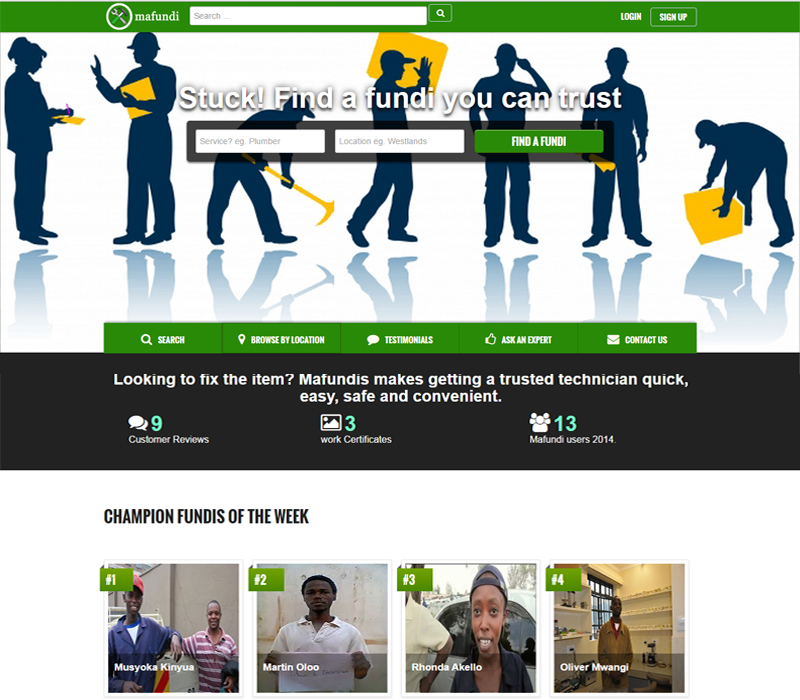 mafundi
Search ...
LOGIN
SIGN UP
Stuck! Find a fundi you can trust
Service? eg. Plumber
Location eg. Westlands
FIND A FUNDI
SEARCH
BROWSE BY LOCATION
TESTIMONIALS
ASK AN EXPERT
CONTACT US
Looking to fix the item? Mafundis makes getting a trusted technician quick,
easy, safe and convenient.
9
Customer Reviews
3
work Certificates
13
Mafundi users 2014.
CHAMPION FUNDIS OF THE WEEK
#1
#2
#3
#4
Musyoka Kinyua
Martin Oloo
Rhonda Akello
Oliver Mwangi